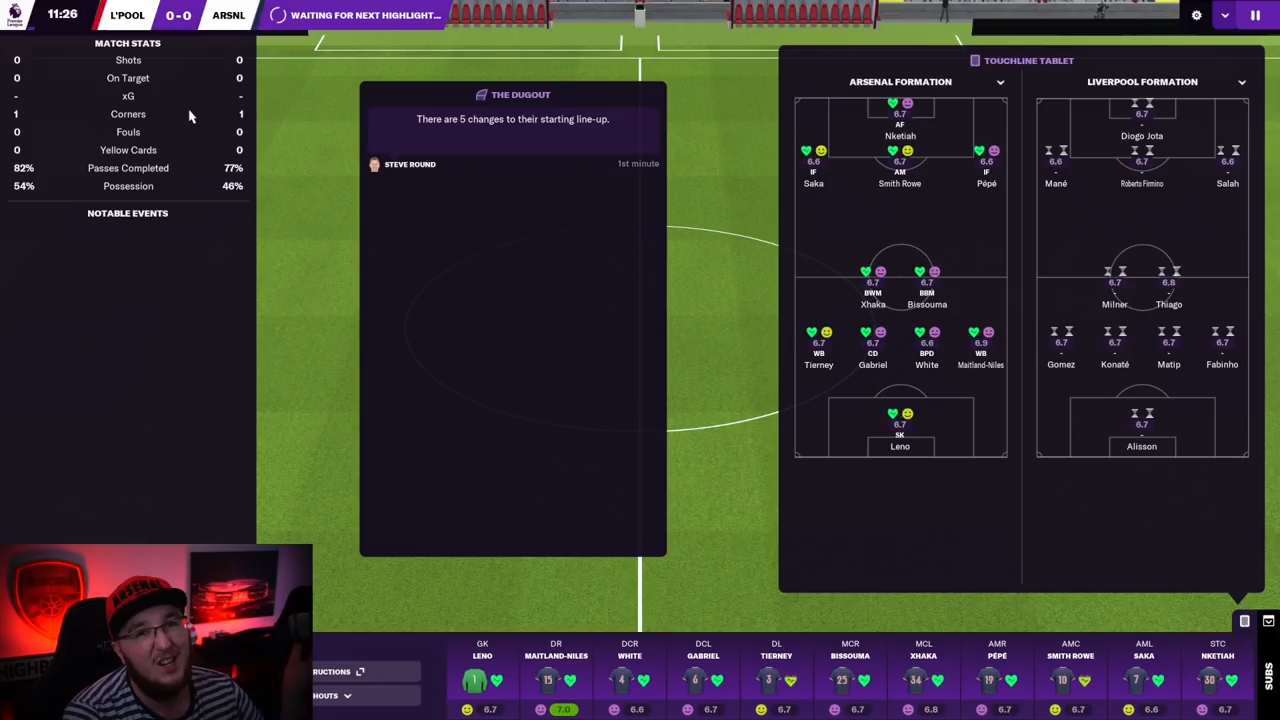 11:26
L'POOL
0 - 0
ARSNL
WAITING FOR NEXT HIGHLIGHT...
MATCH STATS
0 Shots 0
0 On Target 0
- xG -
1 Corners 1
0 Fouls 0
0 Yellow Cards 0
82% Passes Completed 77%
54% Possession 46%
NOTABLE EVENTS
THE DUGOUT
There are 5 changes to their starting line-up.
STEVE ROUND 1st minute
TOUCHLINE TABLET
ARSENAL FORMATION
6.7
AF
Nketiah
6.6 6.7 6.6
IF AM IF
Saka Smith Rowe Pépé
6.7 6.7
BWM BBM
Xhaka Bissouma
6.7 6.7 6.6 6.9
WB CD BPD WB
Tierney Gabriel White Maitland-Niles
6.7
SK
Leno
LIVERPOOL FORMATION
6.7
-
Diogo Jota
6.6 6.7 6.6
- - -
Mané Roberto Firmino Salah
6.7 6.8
- -
Milner Thiago
6.7 6.7 6.7 6.7
- - - -
Gomez Konaté Matip Fabinho
6.7
-
Alisson
RUCTIONS
HOUTS
GK DR DCR DCL DL MCR MCL AMR AMC AML STC
LENO MAITLAND-NILES WHITE GABRIEL TIERNEY BISSOUMA XHAKA PÉPÉ SMITH ROWE SAKA NKETIAH
1 15 4 6 3 25 34 19 10 7 30
6.7 7.0 6.6 6.7 6.7 6.7 6.8 6.7 6.7 6.6 6.7
SUBS